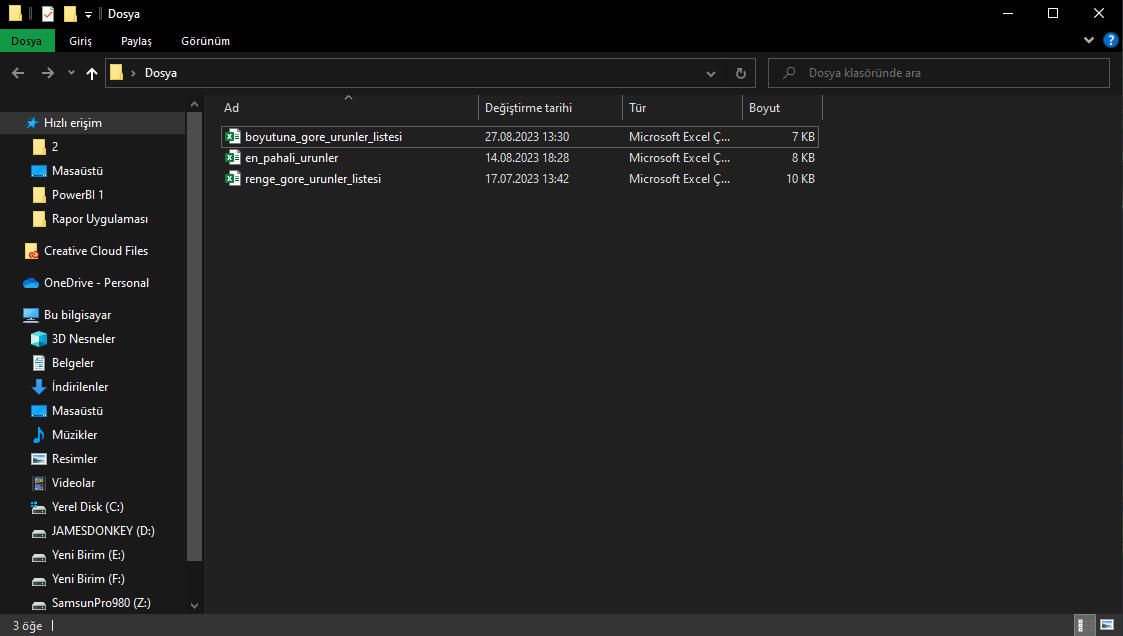 Dosya
Dosya Giriş Paylaş Görünüm
Dosya
Dosya klasöründe ara
Hızlı erişim
2
Masaüstü
PowerBI 1
Rapor Uygulaması
Creative Cloud Files
OneDrive - Personal
Bu bilgisayar
3D Nesneler
Belgeler
İndirilenler
Masaüstü
Müzikler
Resimler
Videolar
Yerel Disk (C:)
JAMESDONKEY (D:)
Yeni Birim (E:)
Yeni Birim (F:)
SamsunPro980 (Z:)
Ad Değiştirme tarihi Tür Boyut
boyutuna_gore_urunler_listesi 27.08.2023 13:30 Microsoft Excel Ç... 7 KB
en_pahali_urunler 14.08.2023 18:28 Microsoft Excel Ç... 8 KB
renge_gore_urunler_listesi 17.07.2023 13:42 Microsoft Excel Ç... 10 KB
3 öğe